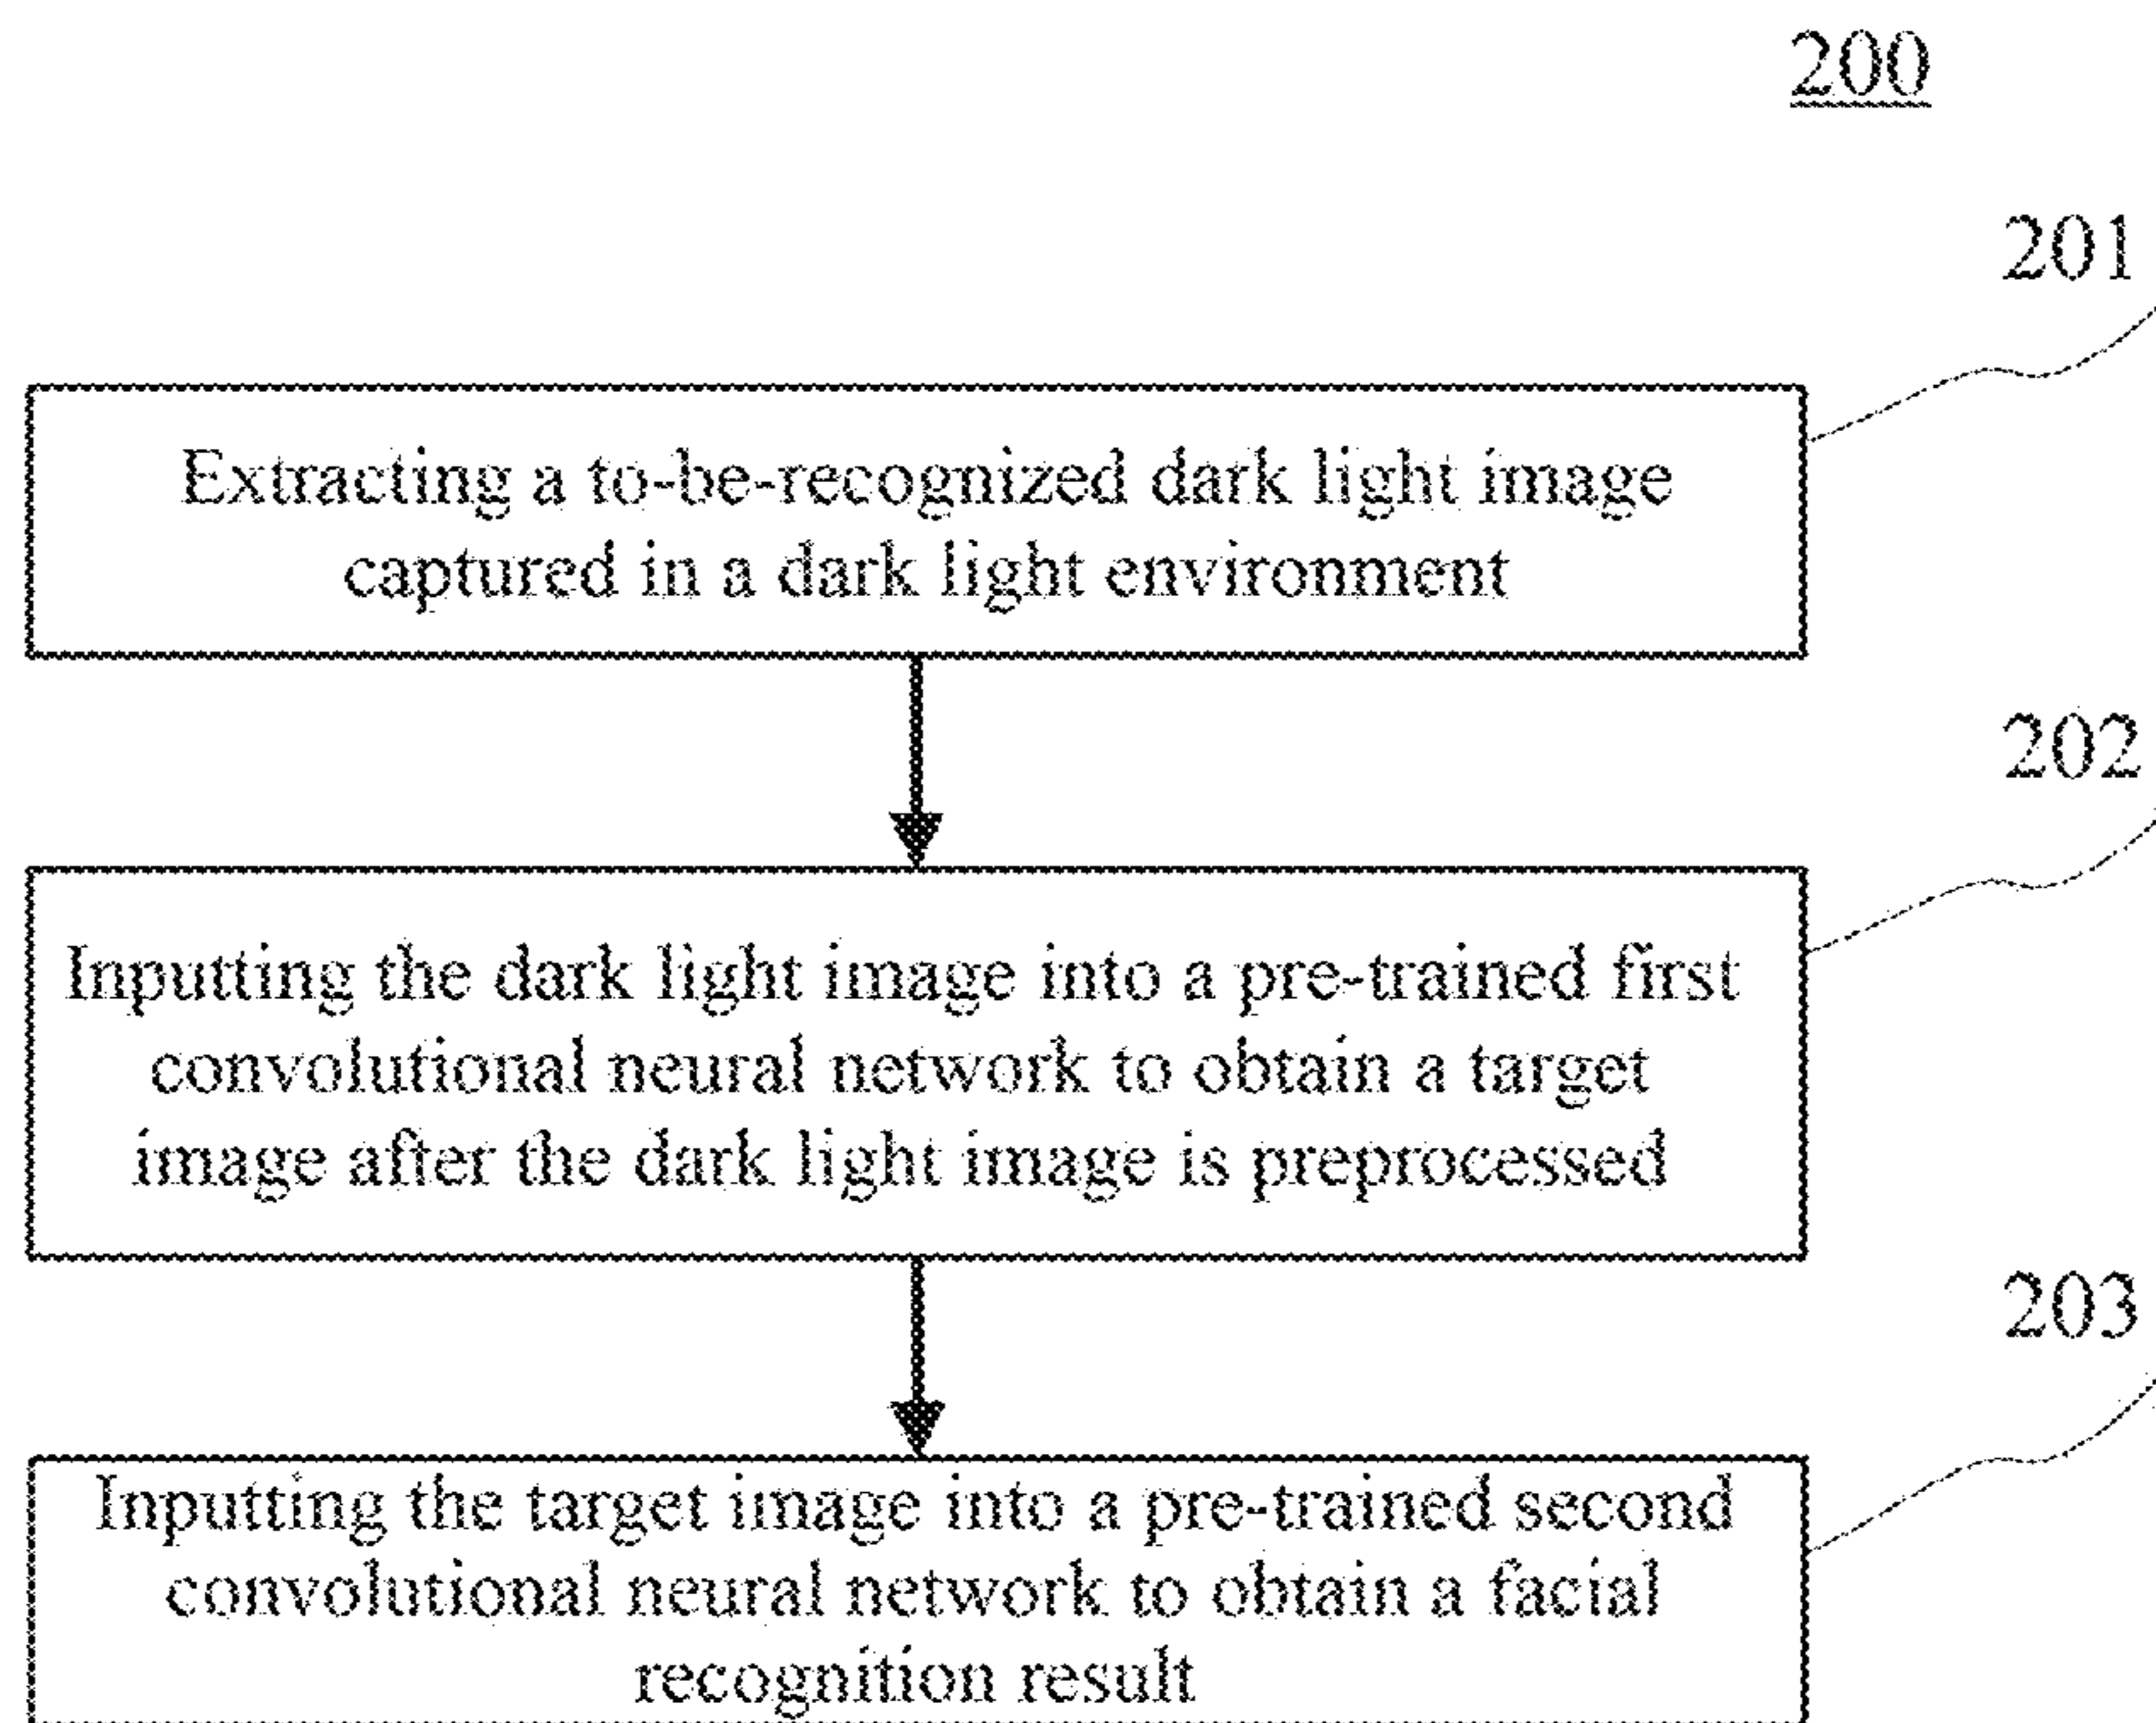 200
201
Extracting a to-be-recognized dark light image
captured in a dark light environment
202
Inputting the dark light image into a pre-trained first
convolutional neural network to obtain a target
image after the dark light image is preprocessed
203
Inputting the target image into a pre-trained second
convolutional neural network to obtain a facial
recognition result